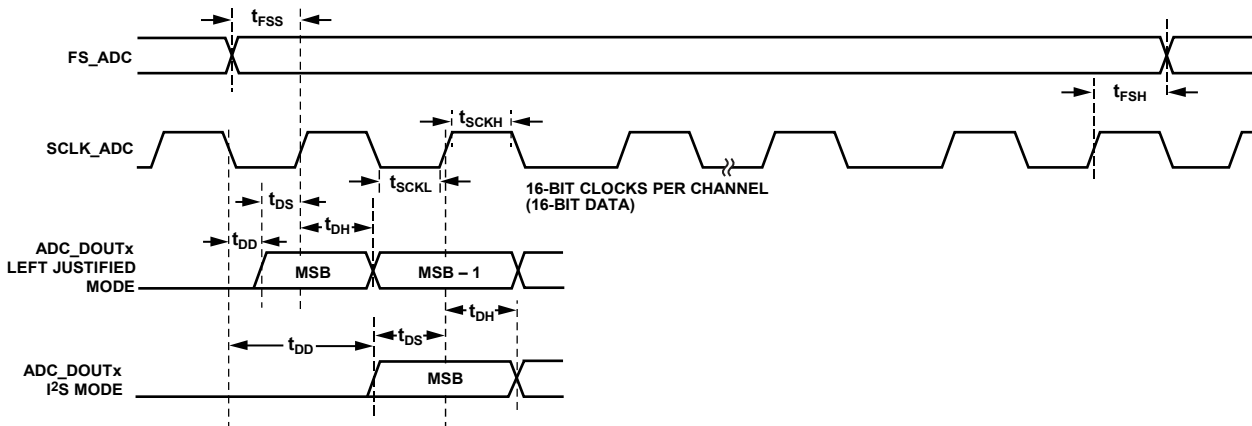 tFSS
FS_ADC
tFSH
tSCKH
SCLK_ADC
tSCKL
16-BIT CLOCKS PER CHANNEL
(16-BIT DATA)
tDS
tDH
tDD
ADC_DOUTx
LEFT JUSTIFIED
MODE
MSB
MSB – 1
tDH
tDS
tDD
ADC_DOUTx
I2S MODE
MSB